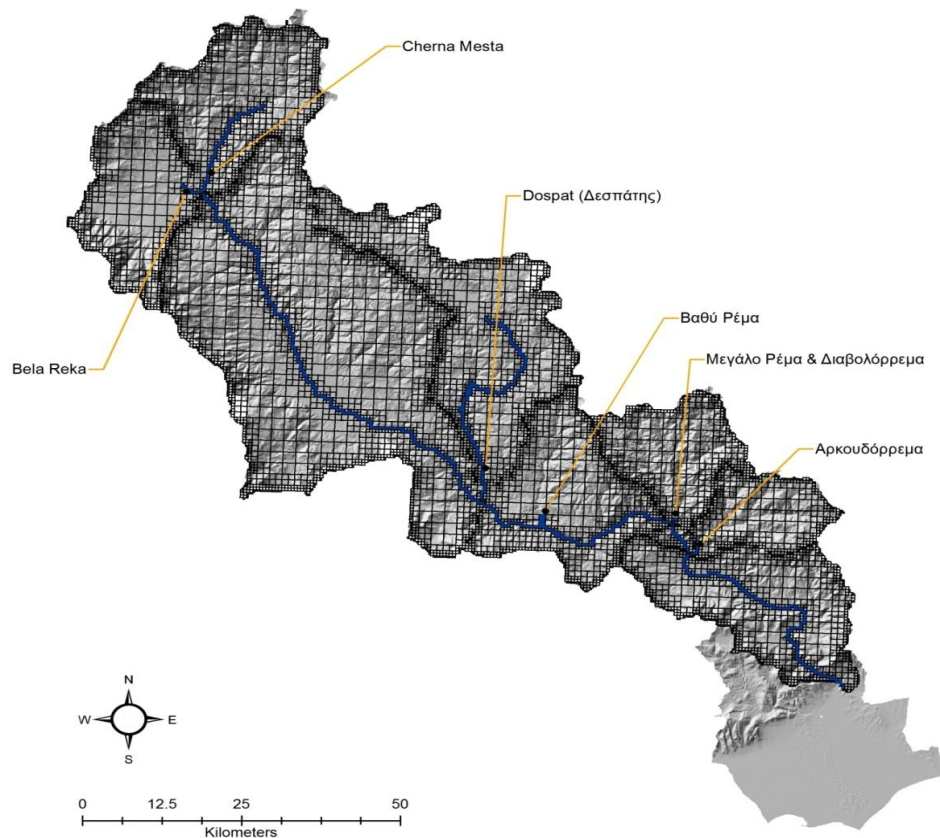 Cherna Mesta
Dospat (Δεσπάτης)
Βαθύ Ρέμα
Μεγάλο Ρέμα & Διαβολόρρεμα
Bela Reka
Αρκουδόρρεμα
N
W E
S
0 12.5 25 50
Kilometers